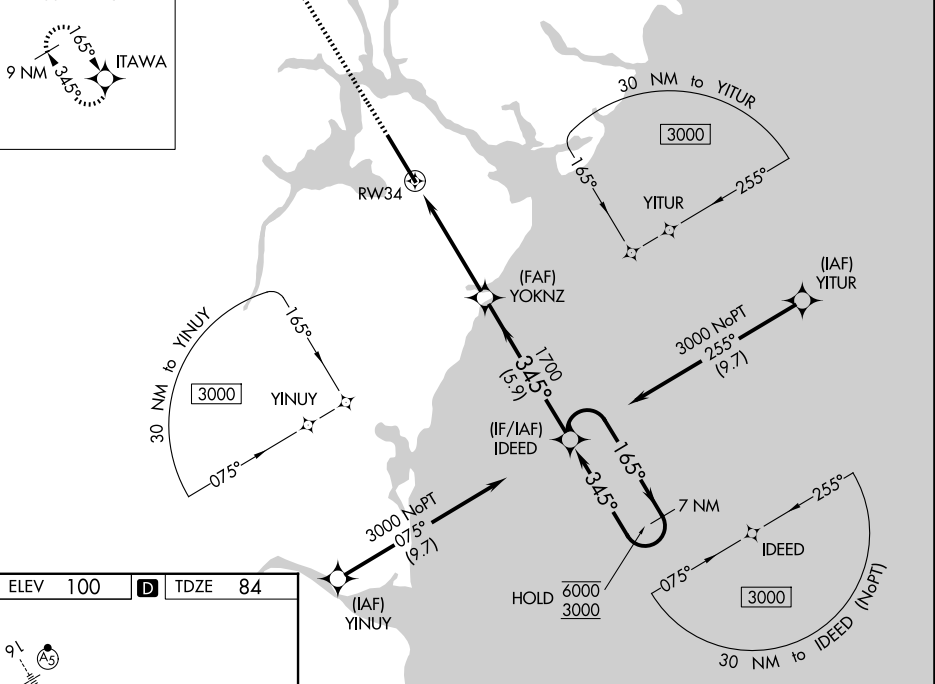 165°
ITAWA
9 NM
345°
30 NM to YITUR
3000
165°
255°
YITUR
RW34
(FAF)
YOKNZ
(IAF)
YITUR
3000 NoPT
255°
(9.7)
30 NM to YINUY
165°
3000
YINUY
075°
1700
345°
(5.9)
(IF/IAF)
IDEED
165°
345°
7 NM
HOLD
6000
3000
3000 NoPT
075°
(9.7)
(IAF)
YINUY
255°
IDEED
075°
3000
30 NM to IDEED (NoPT)
ELEV 100 D TDZE 84
16
A5